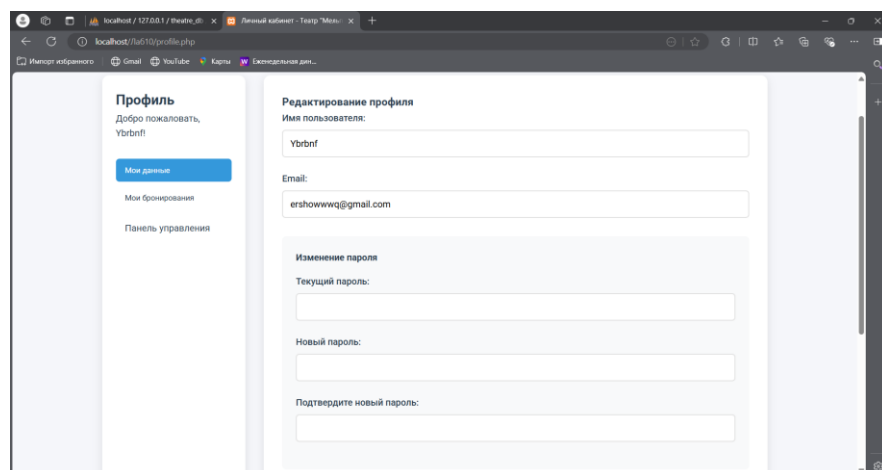 localhost / 127.0.0.1 / theatre_db
Личный кабинет - Театр "Мельп
localhost//la610/profile.php
Импорт избранного
Gmail
YouTube
Карты
Еженедельная дин...
Профиль
Добро пожаловать,
Ybrbnf!
Мои данные
Мои бронирования
Панель управления
Редактирование профиля
Имя пользователя:
Ybrbnf
Email:
ershowwwq@gmail.com
Изменение пароля
Текущий пароль:
Новый пароль:
Подтвердите новый пароль: